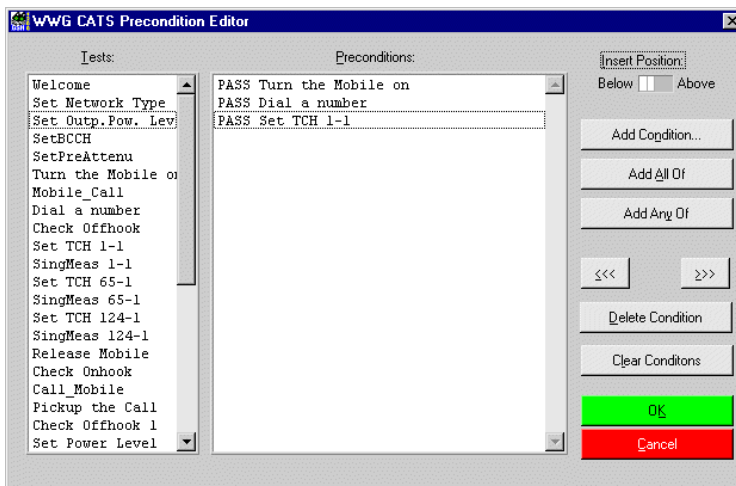 WWG CATS Precondition Editor
Tests:
Preconditions:
Insert Position:
Below Above
Welcome
Set Network Type
Set Outp.Pow. Lev
SetBCCH
SetPreAttenu
Turn the Mobile on
Mobile_Call
Dial a number
Check Offhook
Set TCH 1-1
SingMeas 1-1
Set TCH 65-1
SingMeas 65-1
Set TCH 124-1
SingMeas 124-1
Release Mobile
Check Onhook
Call_Mobile
Pickup the Call
Check Offhook 1
Set Power Level
PASS Turn the Mobile on
PASS Dial a number
PASS Set TCH 1-1
Add Condition...
Add All Of
Add Any Of
<<< >>>
Delete Condition
Clear Conditons
OK
Cancel